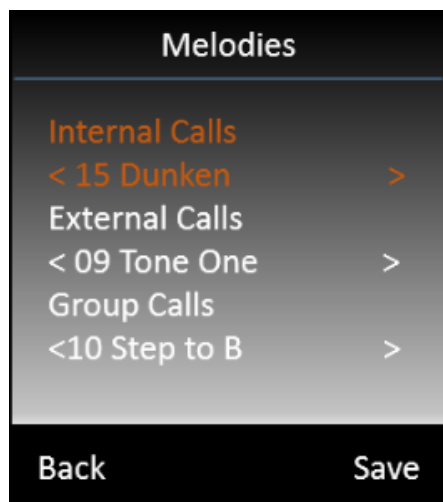 Melodies
Internal Calls
< 15 Dunken >
External Calls
< 09 Tone One >
Group Calls
<10 Step to B >
Back Save